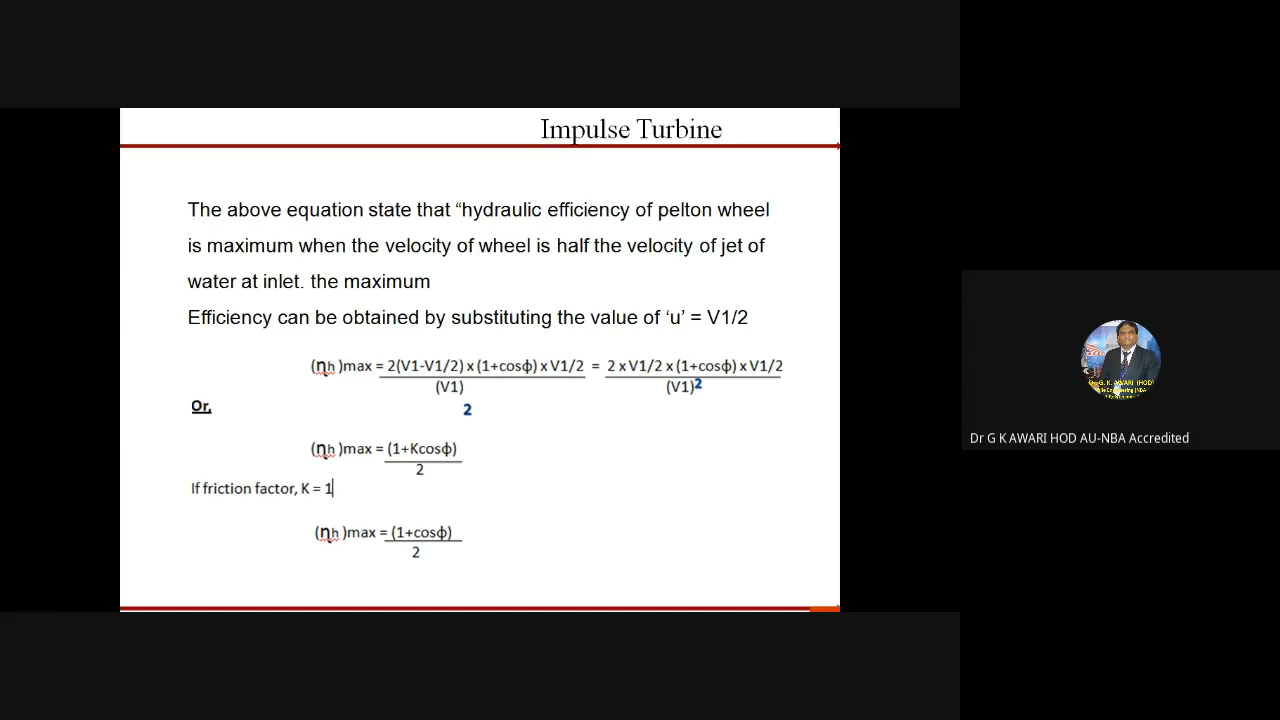 Impulse Turbine
The above equation state that “hydraulic efficiency of pelton wheel
is maximum when the velocity of wheel is half the velocity of jet of
water at inlet. the maximum
Efficiency can be obtained by substituting the value of ‘u’ = V1/2
(ηh )max = 2(V1-V1/2) x (1+cosϕ) x V1/2 = 2 x V1/2 x (1+cosϕ) x V1/2
(V1) (V1)2
2
Or,
(ηh )max = (1+Kcosϕ)
2
If friction factor, K = 1
(ηh )max = (1+cosϕ)
2
Dr G K AWARI HOD AU-NBA Accredited